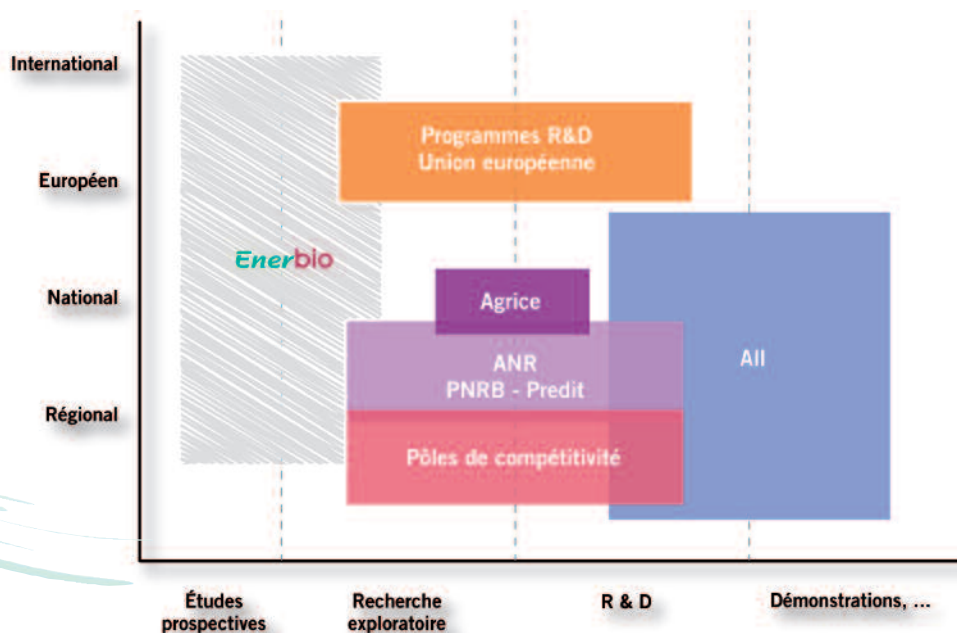 International
Programmes R&D
Union européenne
Européen
Enerbio
National
Agrice
ANR
PNRB - Predit
AII
Régional
Pôles de compétitivité
Études
prospectives
Recherche
exploratoire
R & D
Démonstrations, ...